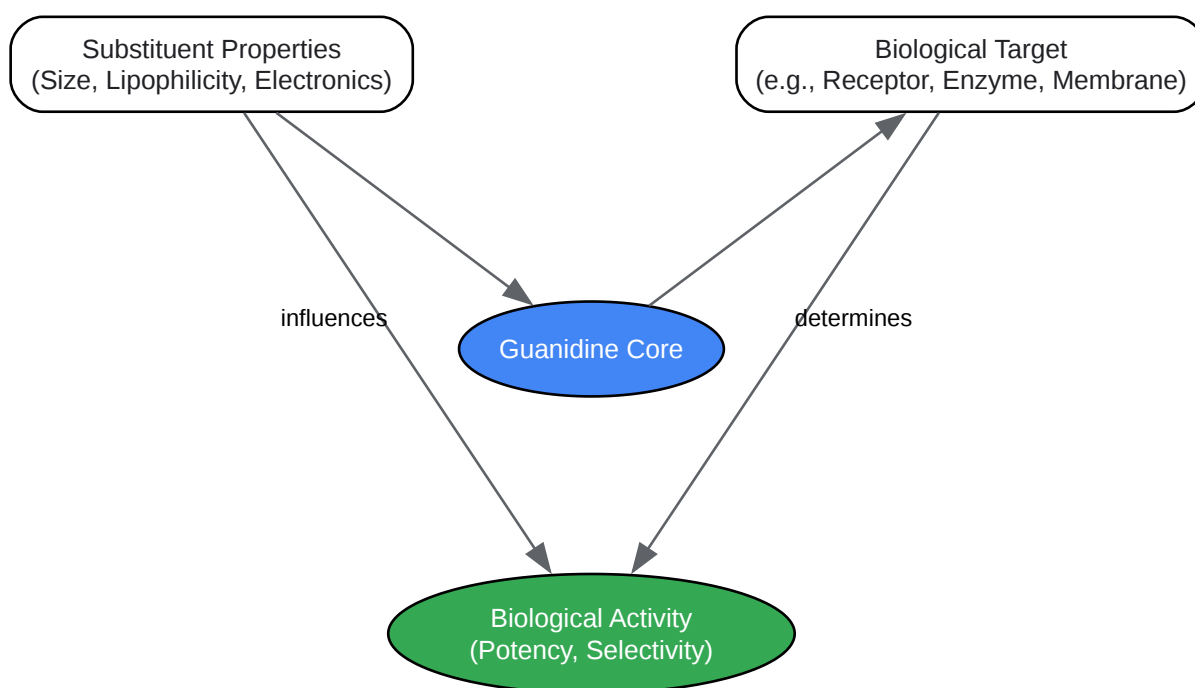 Substituent Properties
(Size, Lipophilicity, Electronics)
Biological Target
(e.g., Receptor, Enzyme, Membrane)
influences
determines
Guanidine Core
Biological Activity
(Potency, Selectivity)